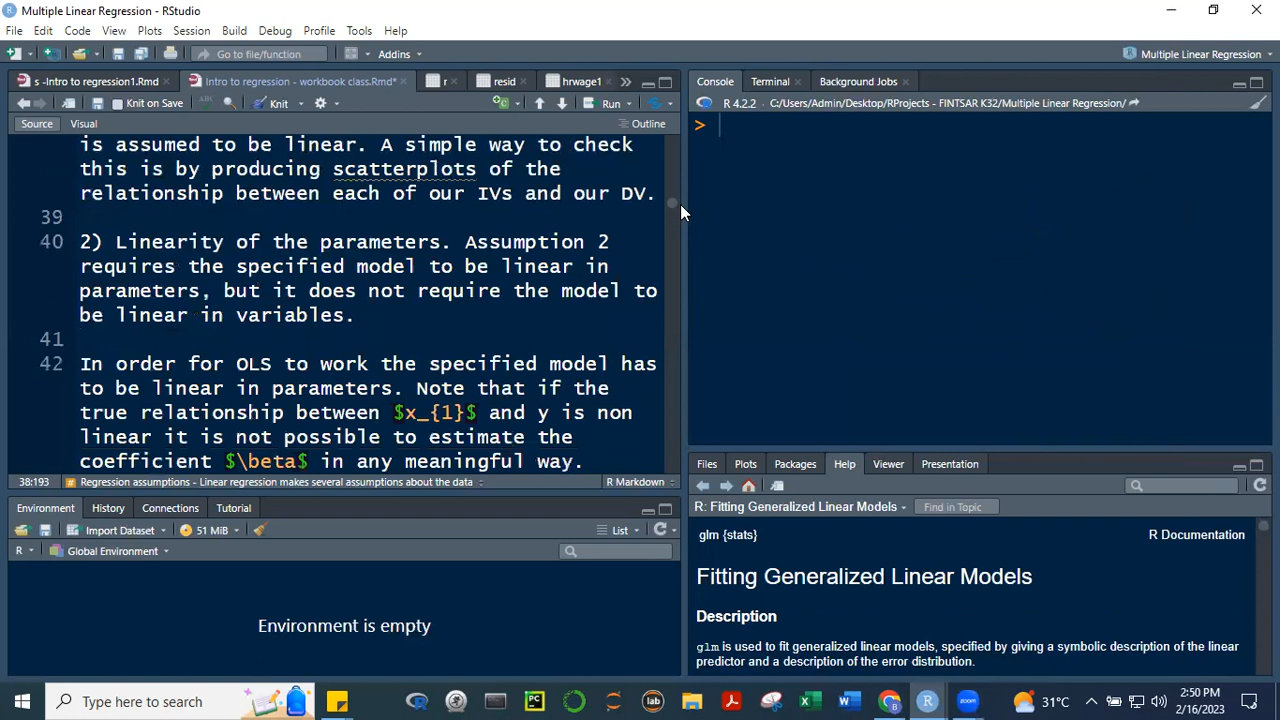 Multiple Linear Regression - RStudio
File Edit Code View Plots Session Build Debug Profile Tools Help
Go to file/function Addins Multiple Linear Regression
s -Intro to regression1.Rmd Intro to regression - workbook class.Rmd* r resid hrwage1
Knit on Save Knit Run
Source Visual Outline
is assumed to be linear. A simple way to check
this is by producing scatterplots of the
relationship between each of our IVs and our DV.
39
40 2) Linearity of the parameters. Assumption 2
requires the specified model to be linear in
parameters, but it does not require the model to
be linear in variables.
41
42 In order for OLS to work the specified model has
to be linear in parameters. Note that if the
true relationship between $x_{1}$ and y is non
linear it is not possible to estimate the
coefficient $\beta$ in any meaningful way.
38:193 Regression assumptions - Linear regression makes several assumptions about the data R Markdown
Environment History Connections Tutorial
Import Dataset 51 MiB List
R Global Environment
Environment is empty
Console Terminal Background Jobs
R 4.2.2 C:/Users/Admin/Desktop/RProjects - FINTSAR K32/Multiple Linear Regression/
>
Files Plots Packages Help Viewer Presentation
R: Fitting Generalized Linear Models Find in Topic
glm {stats} R Documentation
Fitting Generalized Linear Models
Description
glm is used to fit generalized linear models, specified by giving a symbolic description of the linear
predictor and a description of the error distribution.
Type here to search PC lab R zoom 31°C 2:50 PM
2/16/2023